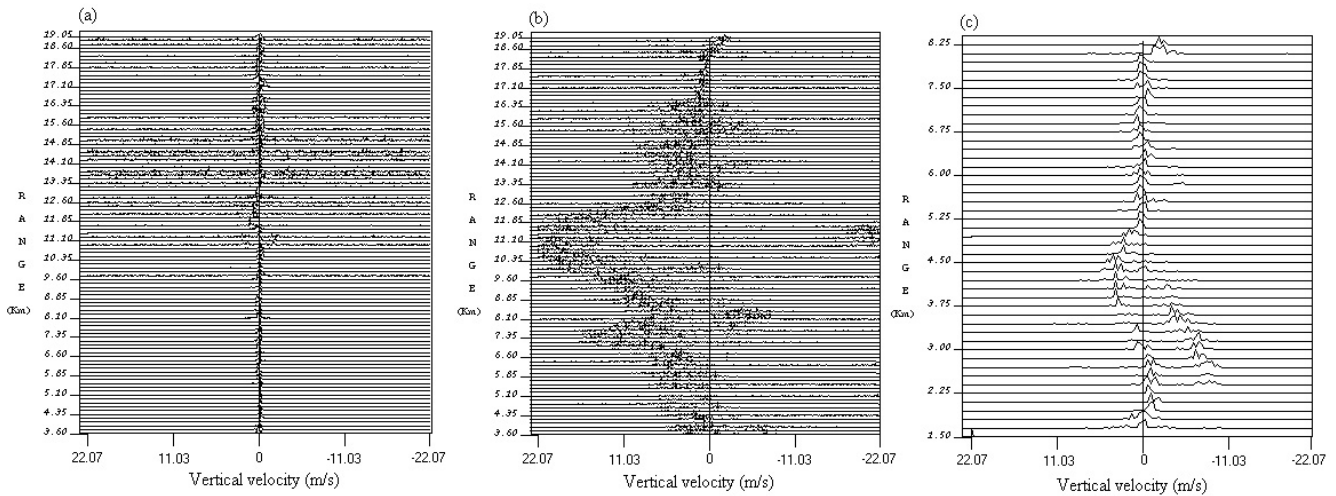 (a)
19.05
18.60
17.85
17.10
16.35
15.60
14.85
14.10
13.35
12.60
11.85
11.10
10.35
9.60
8.85
8.10
7.35
6.60
5.85
5.10
4.35
3.60
R
A
N
G
E
(Km)
22.07 11.03 0 -11.03 -22.07
Vertical velocity (m/s)
(b)
19.05
18.60
17.85
17.10
16.35
15.60
14.85
14.10
13.35
12.60
11.85
11.10
10.35
9.60
8.85
8.10
7.35
6.60
5.85
5.10
4.35
3.60
R
A
N
G
E
(Km)
22.07 11.03 0 -11.03 -22.07
Vertical velocity (m/s)
(c)
8.25
7.50
6.75
6.00
5.25
4.50
3.75
3.00
2.25
1.50
R
A
N
G
E
(Km)
22.07 11.03 0 -11.03 -22.07
Vertical velocity (m/s)